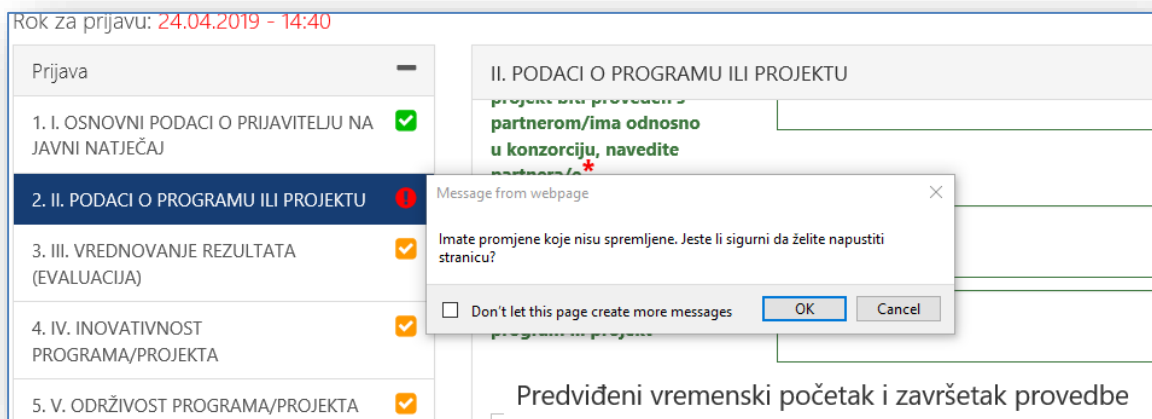 Rok za prijavu: 24.04.2019 - 14:40
Prijava
1. I. OSNOVNI PODACI O PRIJAVITELJU NA
JAVNI NATJEČAJ
2. II. PODACI O PROGRAMU ILI PROJEKTU
3. III. VREDNOVANJE REZULTATA
(EVALUACIJA)
4. IV. INOVATIVNOST
PROGRAMA/PROJEKTA
5. V. ODRŽIVOST PROGRAMA/PROJEKTA
II. PODACI O PROGRAMU ILI PROJEKTU
projekt biti proveden s
partnerom/ima odnosno
u konzorciju, navedite
partnera/e*
Message from webpage
Imate promjene koje nisu spremljene. Jeste li sigurni da želite napustiti
stranicu?
Don't let this page create more messages
OK
Cancel
program ili projekt
Predviđeni vremenski početak i završetak provedbe